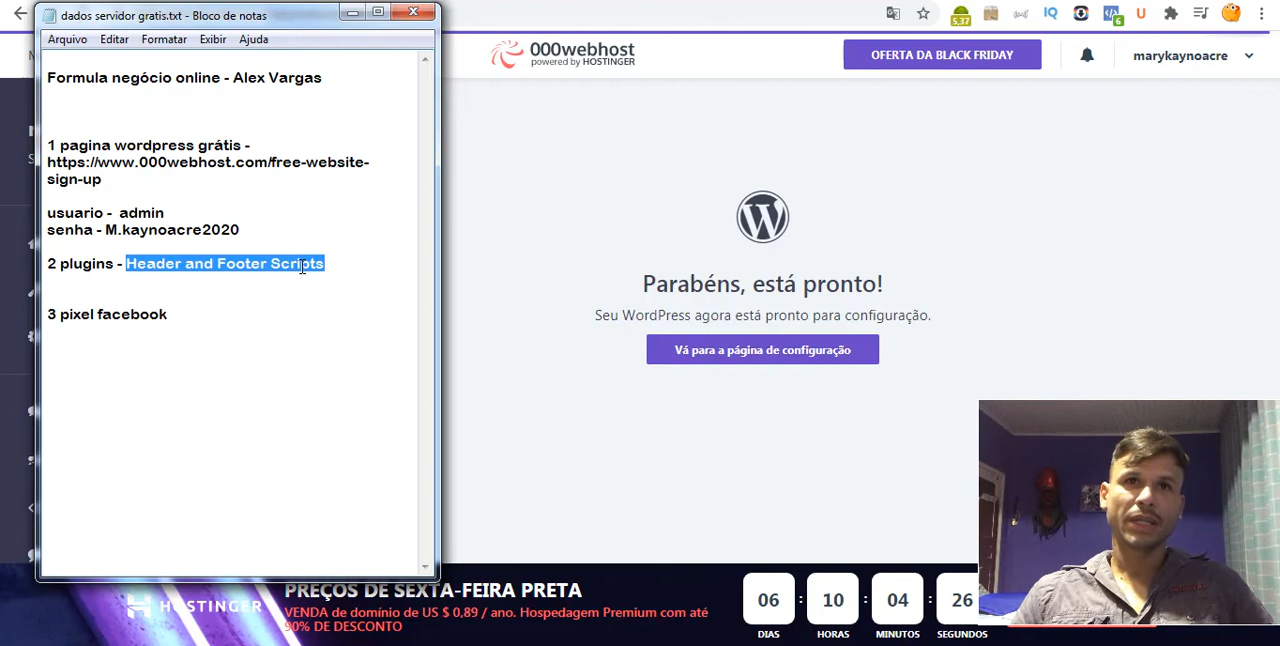 dados servidor gratis.txt - Bloco de notas
Arquivo Editar Formatar Exibir Ajuda
Formula negócio online - Alex Vargas
1 pagina wordpress grátis -
https://www.000webhost.com/free-website-
sign-up
usuario - admin
senha - M.kaynoacre2020
2 plugins - Header and Footer Scripts
3 pixel facebook
5,37
IQ
6
U
000webhost
powered by HOSTINGER
OFERTA DA BLACK FRIDAY
marykaynoacre
W
Parabéns, está pronto!
Seu WordPress agora está pronto para configuração.
Vá para a página de configuração
HOSTINGER
PREÇOS DE SEXTA-FEIRA PRETA
VENDA de domínio de US $ 0,89 / ano. Hospedagem Premium com até
90% DE DESCONTO
06 : 10 : 04 : 26
DIAS HORAS MINUTOS SEGUNDOS